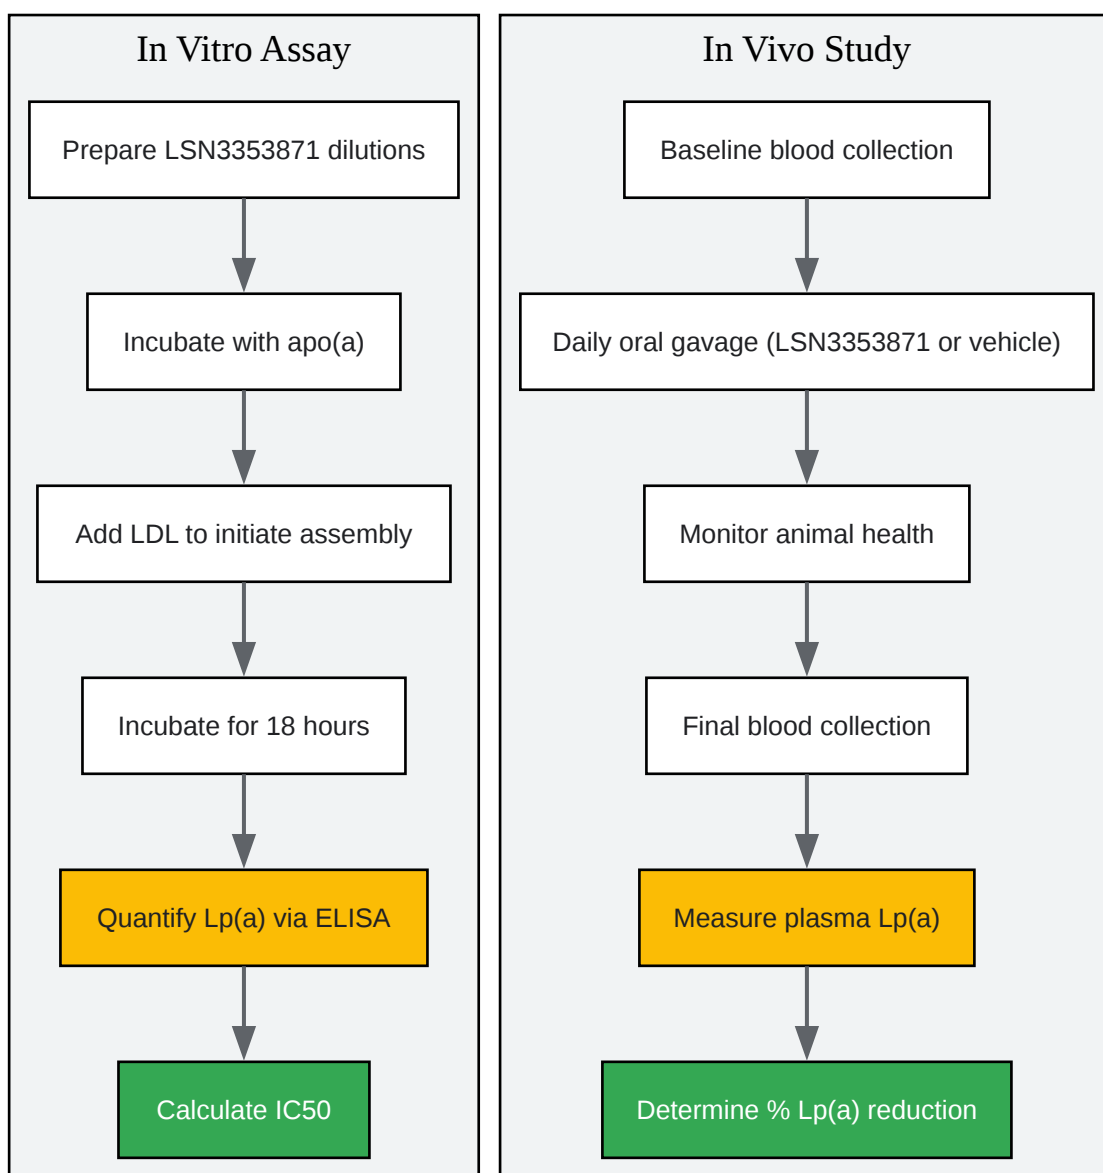 In Vitro Assay
Prepare LSN3353871 dilutions
Incubate with apo(a)
Add LDL to initiate assembly
Incubate for 18 hours
Quantify Lp(a) via ELISA
Calculate IC50
In Vivo Study
Baseline blood collection
Daily oral gavage (LSN3353871 or vehicle)
Monitor animal health
Final blood collection
Measure plasma Lp(a)
Determine % Lp(a) reduction